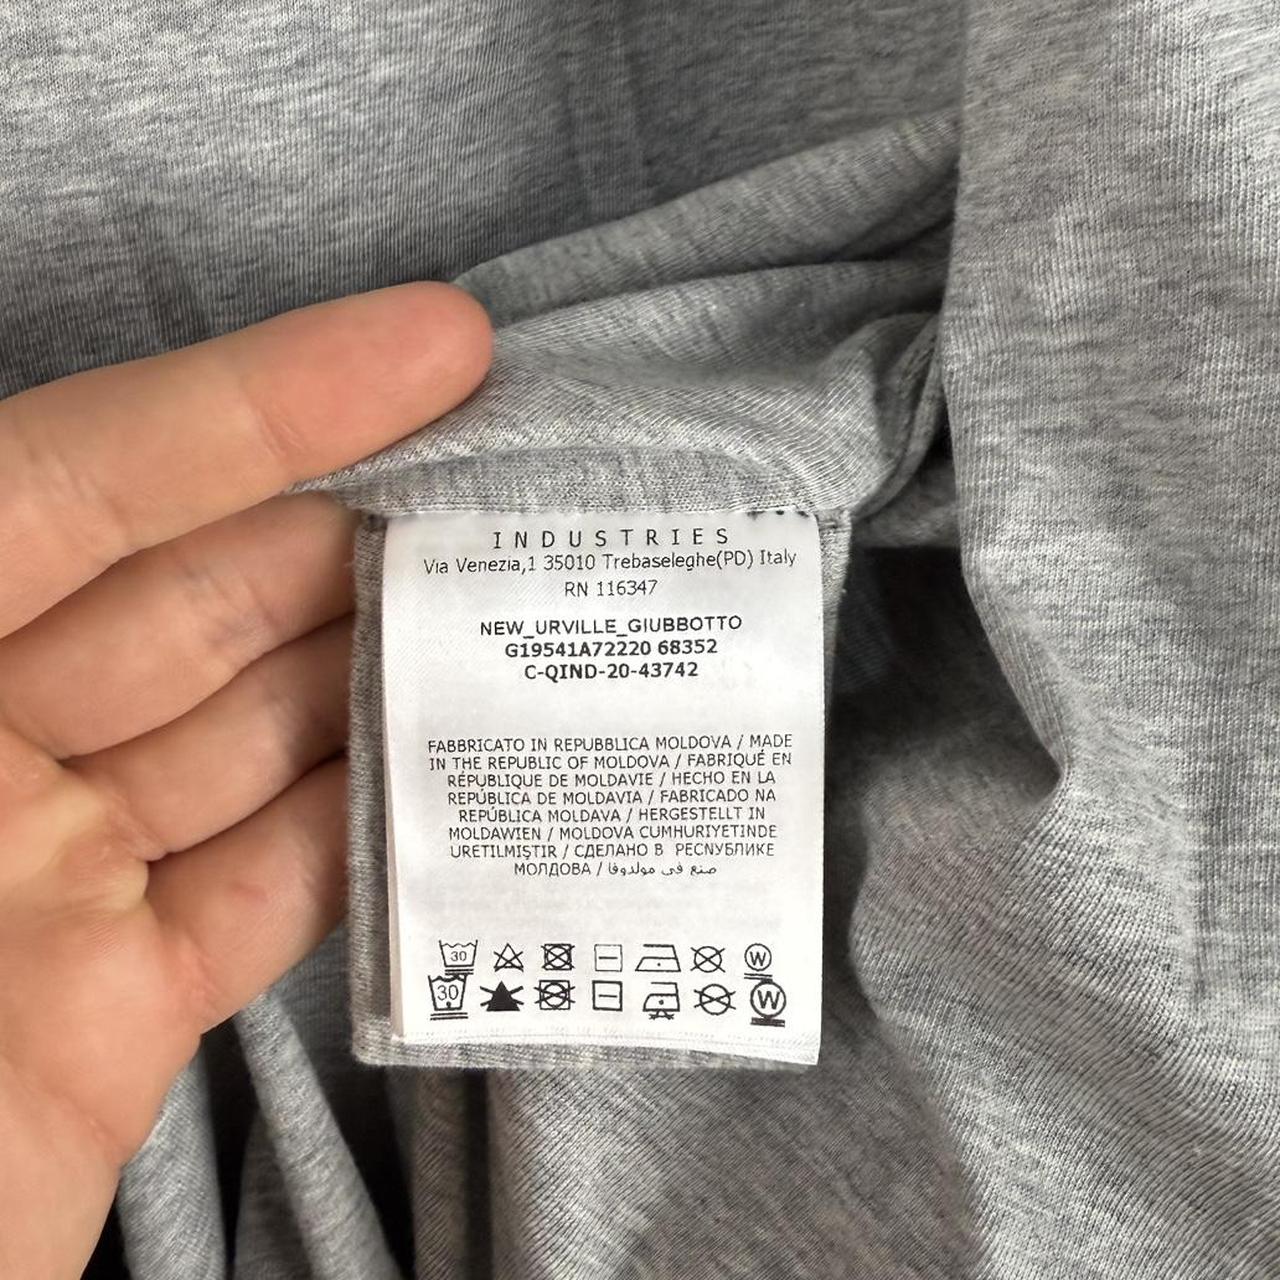 INDUSTRIES
Via Venezia,1 35010 Trebaseleghe(PD) Italy
RN 116347
NEW_URVILLE_GIUBBOTTO
G19541A72220 68352
C-QIND-20-43742
FABBRICATO IN REPUBBLICA MOLDOVA / MADE
IN THE REPUBLIC OF MOLDOVA / FABRIQUÉ EN
RÉPUBLIQUE DE MOLDAVIE / HECHO EN LA
REPÚBLICA DE MOLDAVIA / FABRICADO NA
REPÚBLICA MOLDOVA / HERGESTELLT IN
MOLDAWIEN / MOLDOVA CUMHURIYETINDE
URETILMIŞTIR / СДЕЛАНО В РЕСПУБЛИКЕ
МОЛДОВА / صنع في مولدوفا
30 W
30 W